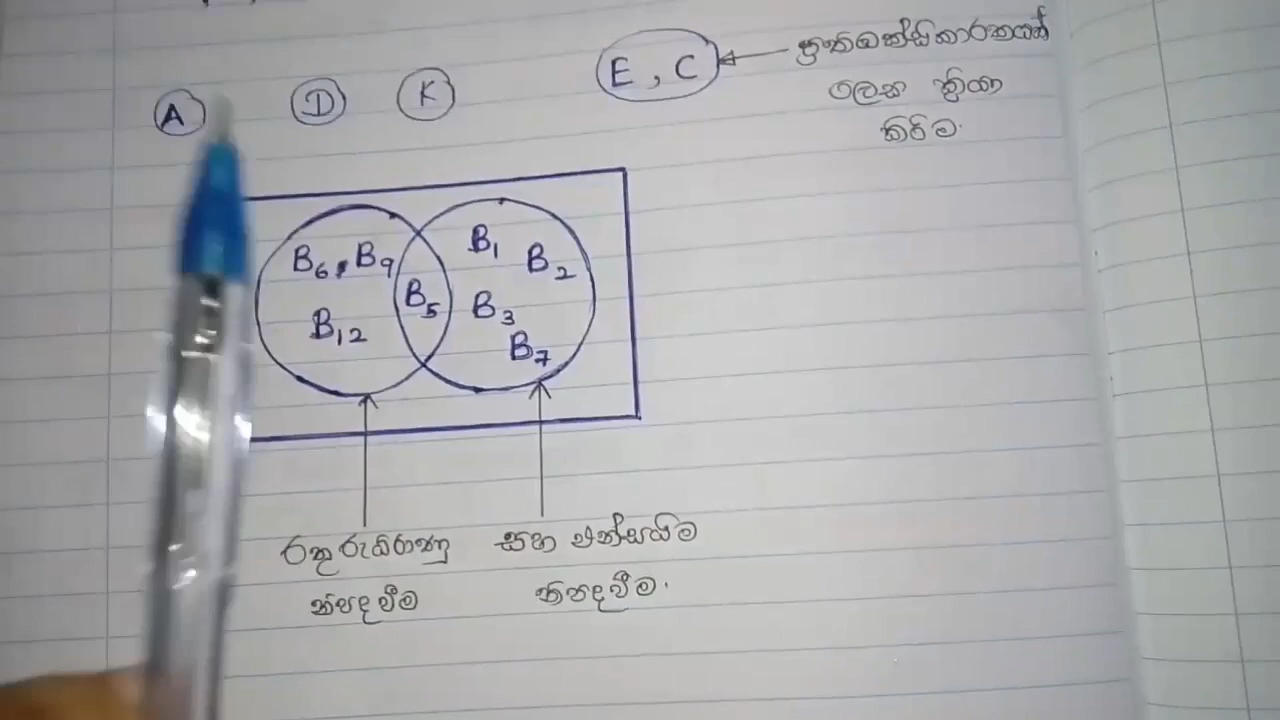 A
D
K
E, C
ප්‍රතිඔක්සිකාරකයක්
ලෙස ක්‍රියා
කිරීම.
B6, B9
B12
B5
B1
B2
B3
B7
රතු රුධිරාණු
නිපදවීම
සහ එන්සයිම
නිපදවීම.